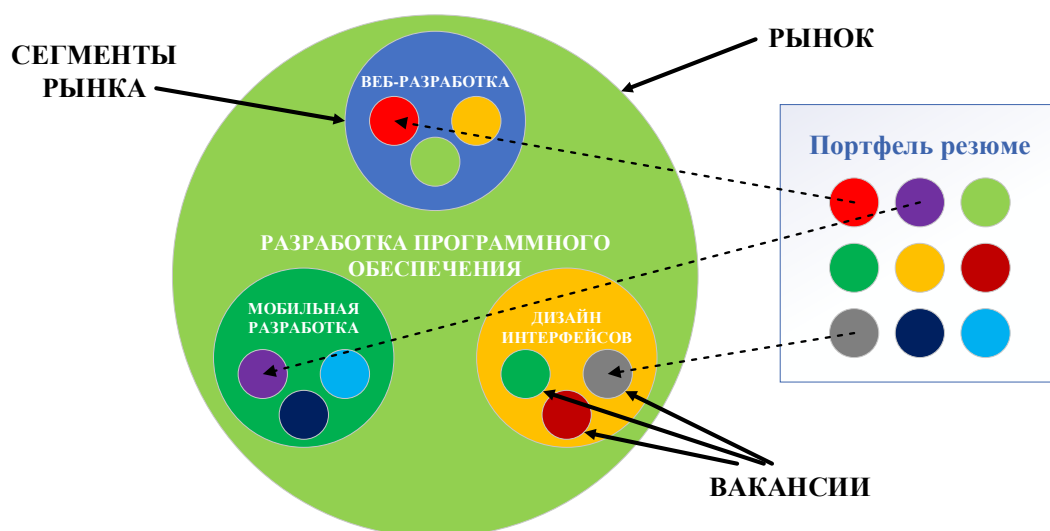 СЕГМЕНТЫ
РЫНКА
РЫНОК
ВЕБ-РАЗРАБОТКА
Портфель резюме
РАЗРАБОТКА ПРОГРАММНОГО
ОБЕСПЕЧЕНИЯ
МОБИЛЬНАЯ
РАЗРАБОТКА
ДИЗАЙН
ИНТЕРФЕЙСОВ
ВАКАНСИИ